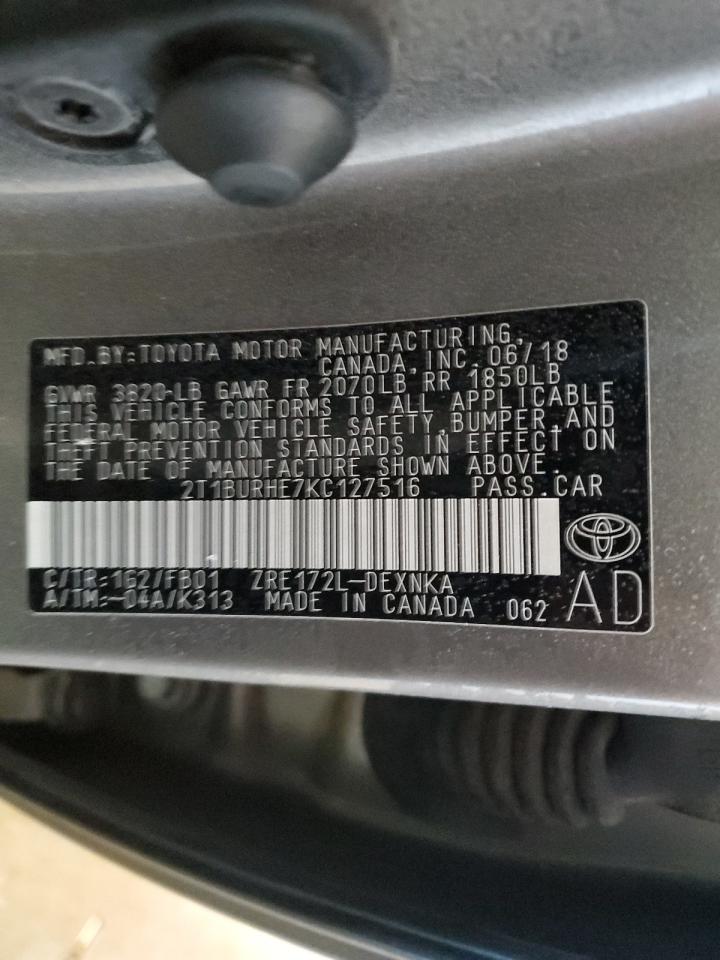 MFD.BY:TOYOTA MOTOR MANUFACTURING,
CANADA,INC. 06/18
GVWR 3820-LB GAWR FR 2070LB RR 1850LB
THIS VEHICLE CONFORMS TO ALL APPLICABLE
FEDERAL MOTOR VEHICLE SAFETY,BUMPER,AND
THEFT PREVENTION STANDARDS IN EFFECT ON
THE DATE OF MANUFACTURE SHOWN ABOVE.
2T1BURHE7KC127516 PASS.CAR
C/TR:1G2/FB01 ZRE172L-DEXNKA
A/TM:-04A/K313 MADE IN CANADA 062 AD